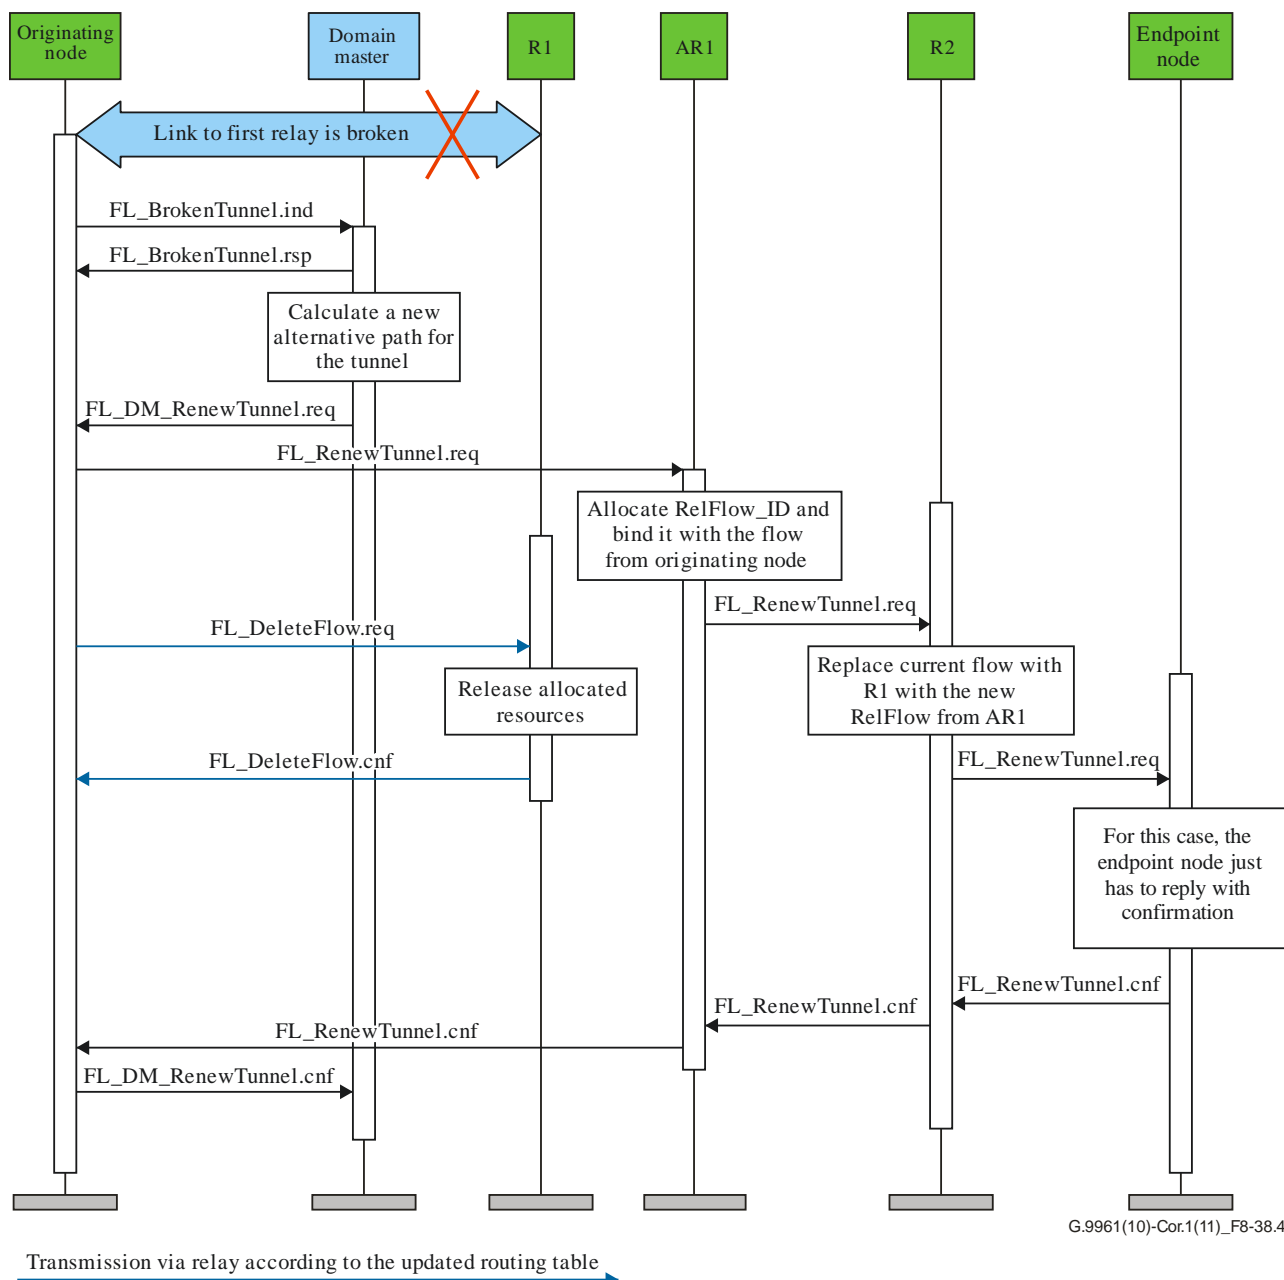 Originating
node
Domain
master
R1
AR1
R2
Endpoint
node
Link to first relay is broken
FL_BrokenTunnel.ind
FL_BrokenTunnel.rsp
Calculate a new
alternative path for
the tunnel
FL_DM_RenewTunnel.req
FL_RenewTunnel.req
Allocate RelFlow_ID and
bind it with the flow
from originating node
FL_RenewTunnel.req
FL_DeleteFlow.req
Replace current flow with
R1 with the new
RelFlow from AR1
Release allocated
resources
FL_DeleteFlow.cnf
FL_RenewTunnel.req
For this case, the
endpoint node just
has to reply with
confirmation
FL_RenewTunnel.cnf
FL_RenewTunnel.cnf
FL_RenewTunnel.cnf
FL_DM_RenewTunnel.cnf
G.9961(10)-Cor.1(11)_F8-38.4
Transmission via relay according to the updated routing table